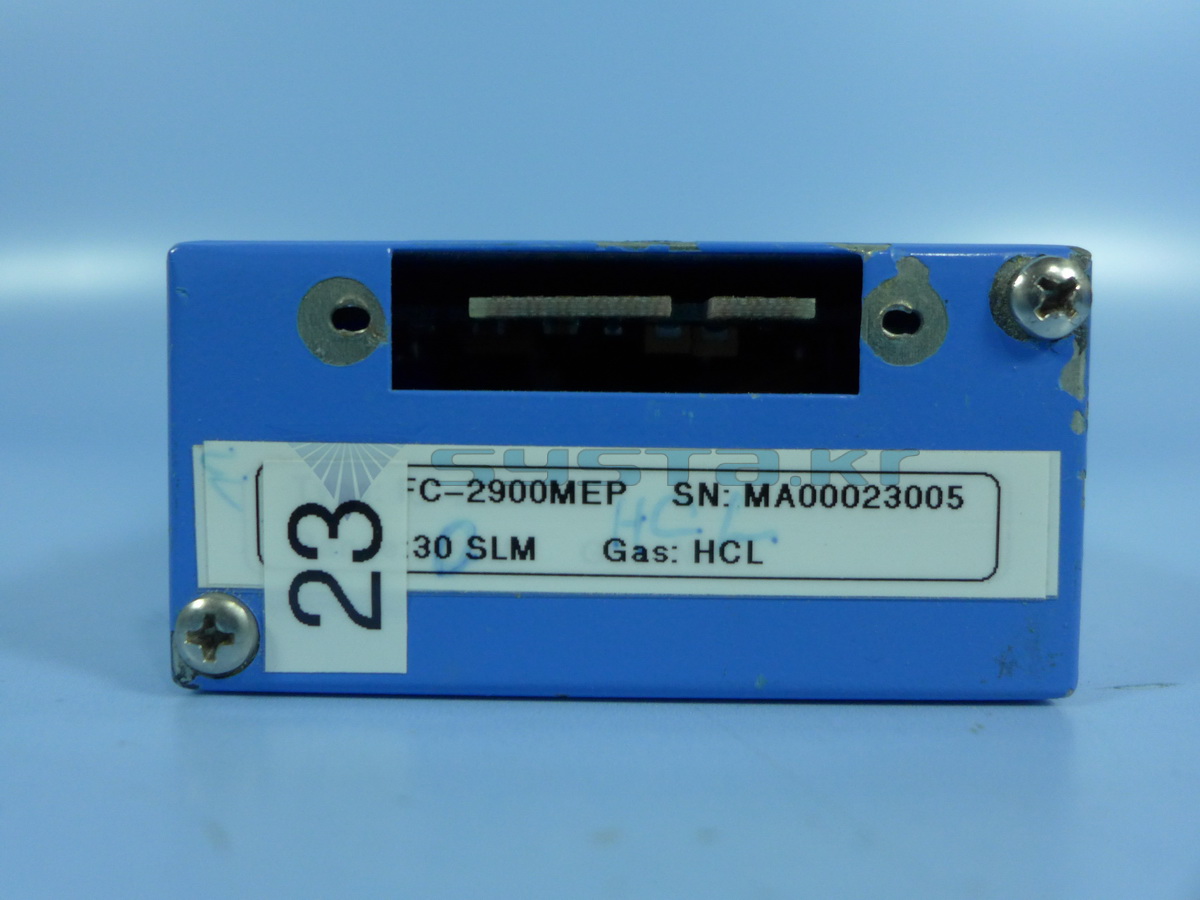 systa.kr
FC-2900MEP SN: MA00023005
:30 SLM Gas: HCL
HCL
23